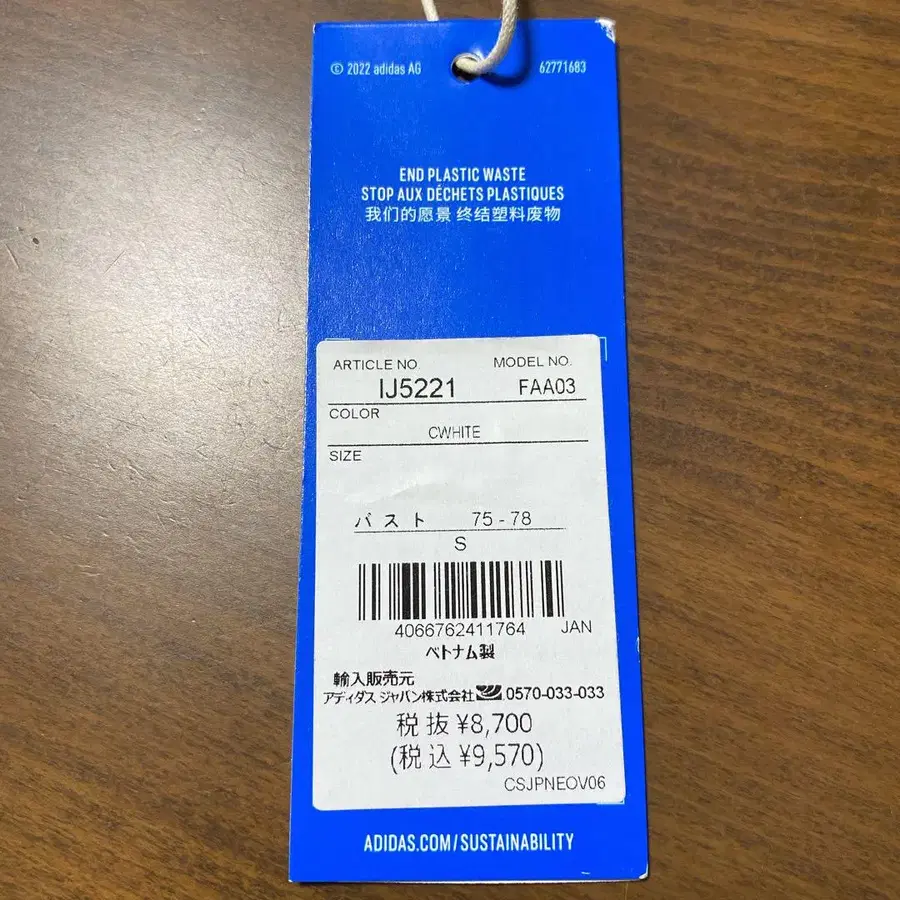 © 2022 adidas AG 62771683
END PLASTIC WASTE
STOP AUX DÉCHETS PLASTIQUES
我们的愿景 终结塑料废物
ARTICLE NO. MODEL NO.
IJ5221 FAA03
COLOR
CWHITE
SIZE
バスト 75-78
S
4066762411764 JAN
ベトナム製
輸入販売元
アディダス ジャパン株式会社 0570-033-033
税抜 ¥8,700
(税込 ¥9,570)
CSJPNEOV06
ADIDAS.COM/SUSTAINABILITY